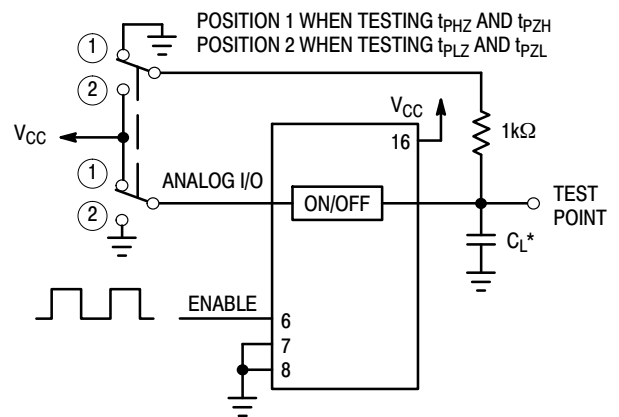 POSITION 1 WHEN TESTING tPHZ AND tPZH
POSITION 2 WHEN TESTING tPLZ AND tPZL
1
2
VCC
VCC
16
1kΩ
1
2
ANALOG I/O
ON/OFF
TEST
POINT
CL*
ENABLE
6
7
8